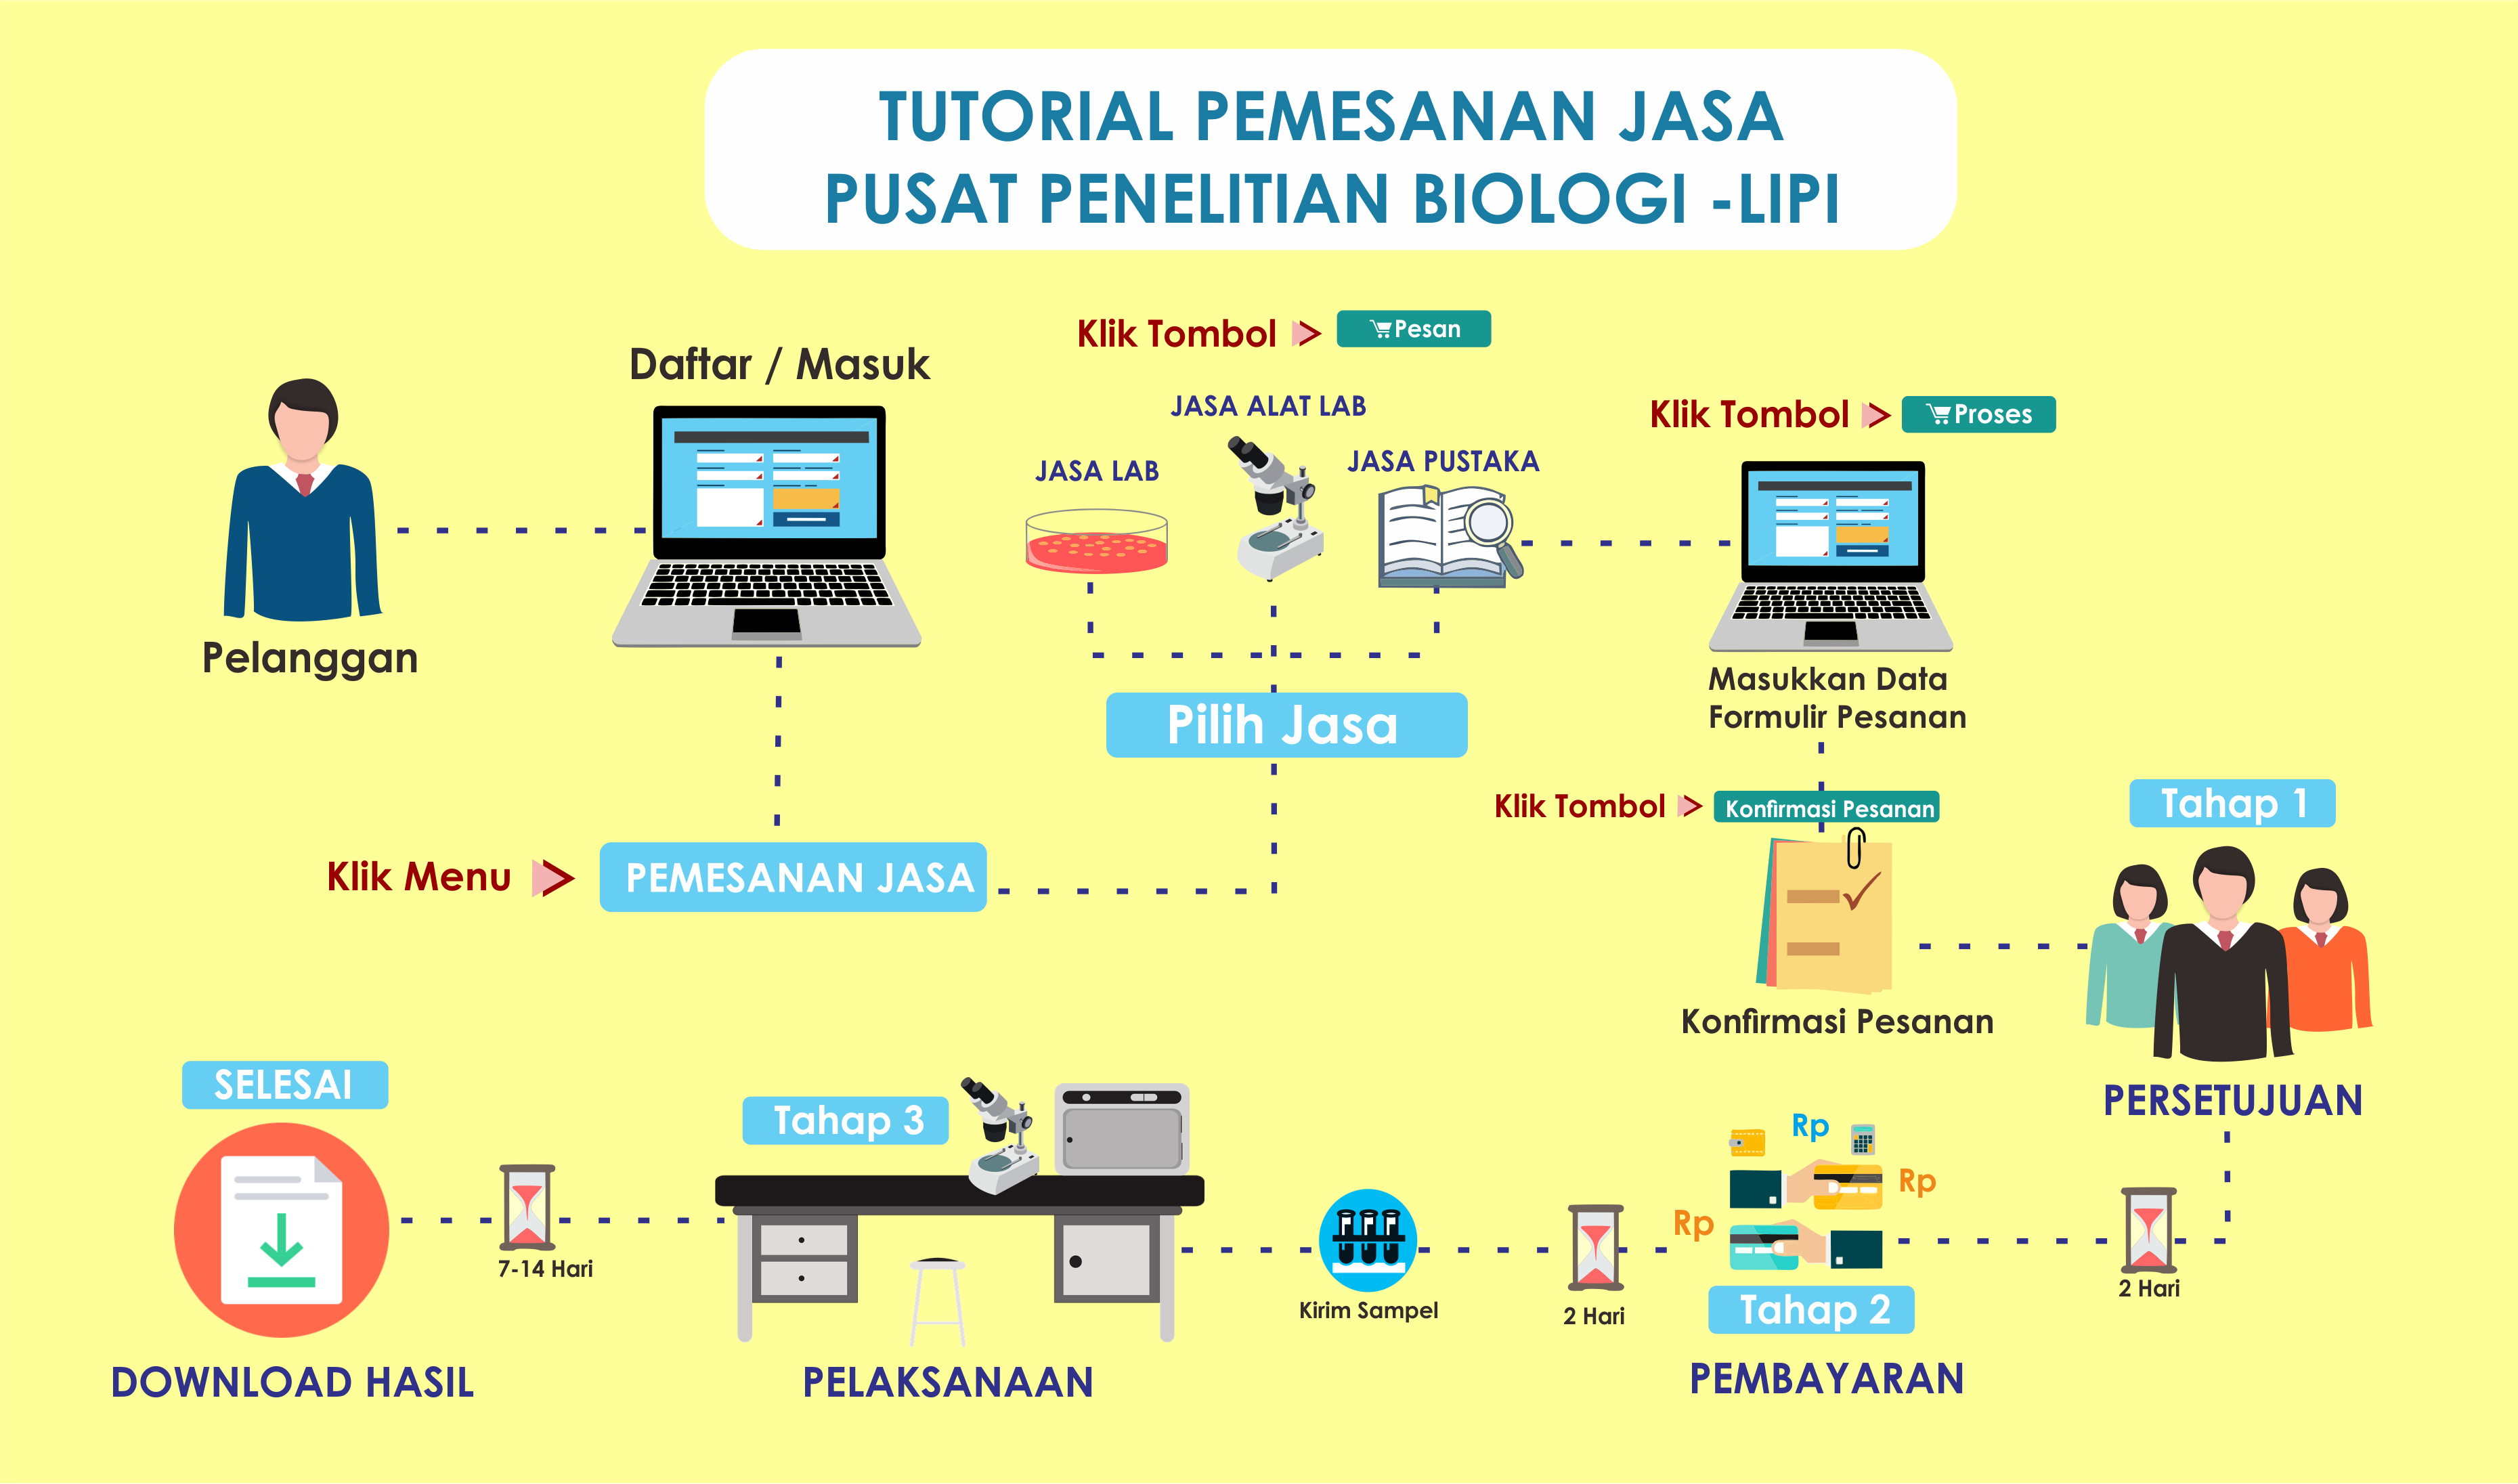 TUTORIAL PEMESANAN JASA
PUSAT PENELITIAN BIOLOGI -LIPI
Pelanggan
Daftar / Masuk
Klik Menu
PEMESANAN JASA
Pilih Jasa
JASA LAB
JASA ALAT LAB
JASA PUSTAKA
Klik Tombol
Pesan
Klik Tombol
Proses
Masukkan Data
Formulir Pesanan
Klik Tombol
Konfirmasi Pesanan
Konfirmasi Pesanan
Tahap 1
PERSETUJUAN
2 Hari
Rp
Rp
Rp
Tahap 2
PEMBAYARAN
2 Hari
Kirim Sampel
Tahap 3
PELAKSANAAN
7-14 Hari
SELESAI
DOWNLOAD HASIL